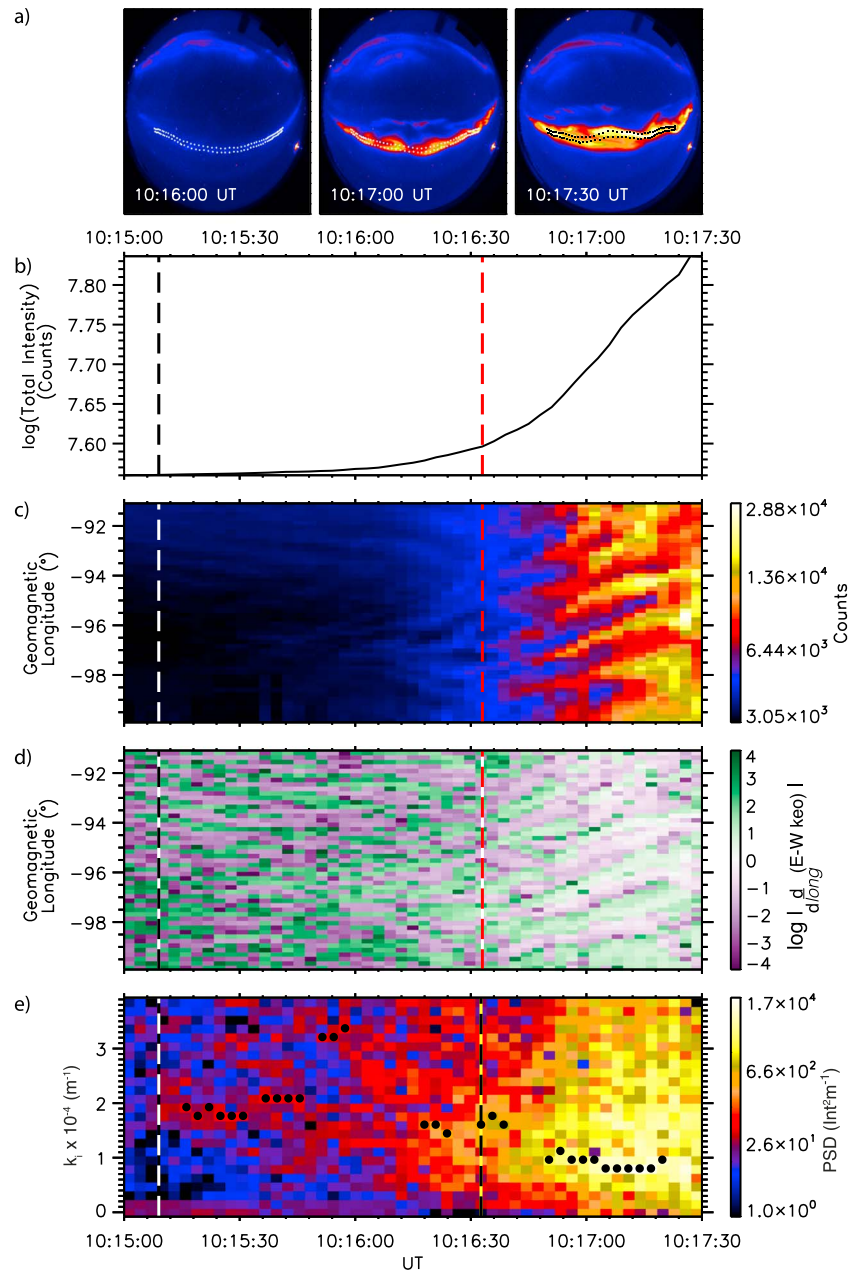 a)
10:16:00 UT
10:17:00 UT
10:17:30 UT
10:15:00 10:15:30 10:16:00 10:16:30 10:17:00 10:17:30
b)
log(Total Intensity)
(Counts)
7.80
7.75
7.70
7.65
7.60
c)
Geomagnetic
Longitude (°)
−92
−94
−96
−98
2.88×10⁴
1.36×10⁴
6.44×10³
3.05×10³
Counts
d)
Geomagnetic
Longitude (°)
−92
−94
−96
−98
4
3
2
1
0
−1
−2
−3
−4
log | d/dlong (E-W keo) |
e)
kᵢ x 10⁻⁴ (m⁻¹)
3
2
1
0
1.7×10⁴
6.6×10²
2.6×10¹
1.0×10⁰
PSD (Int²m⁻¹)
10:15:00 10:15:30 10:16:00 10:16:30 10:17:00 10:17:30
UT